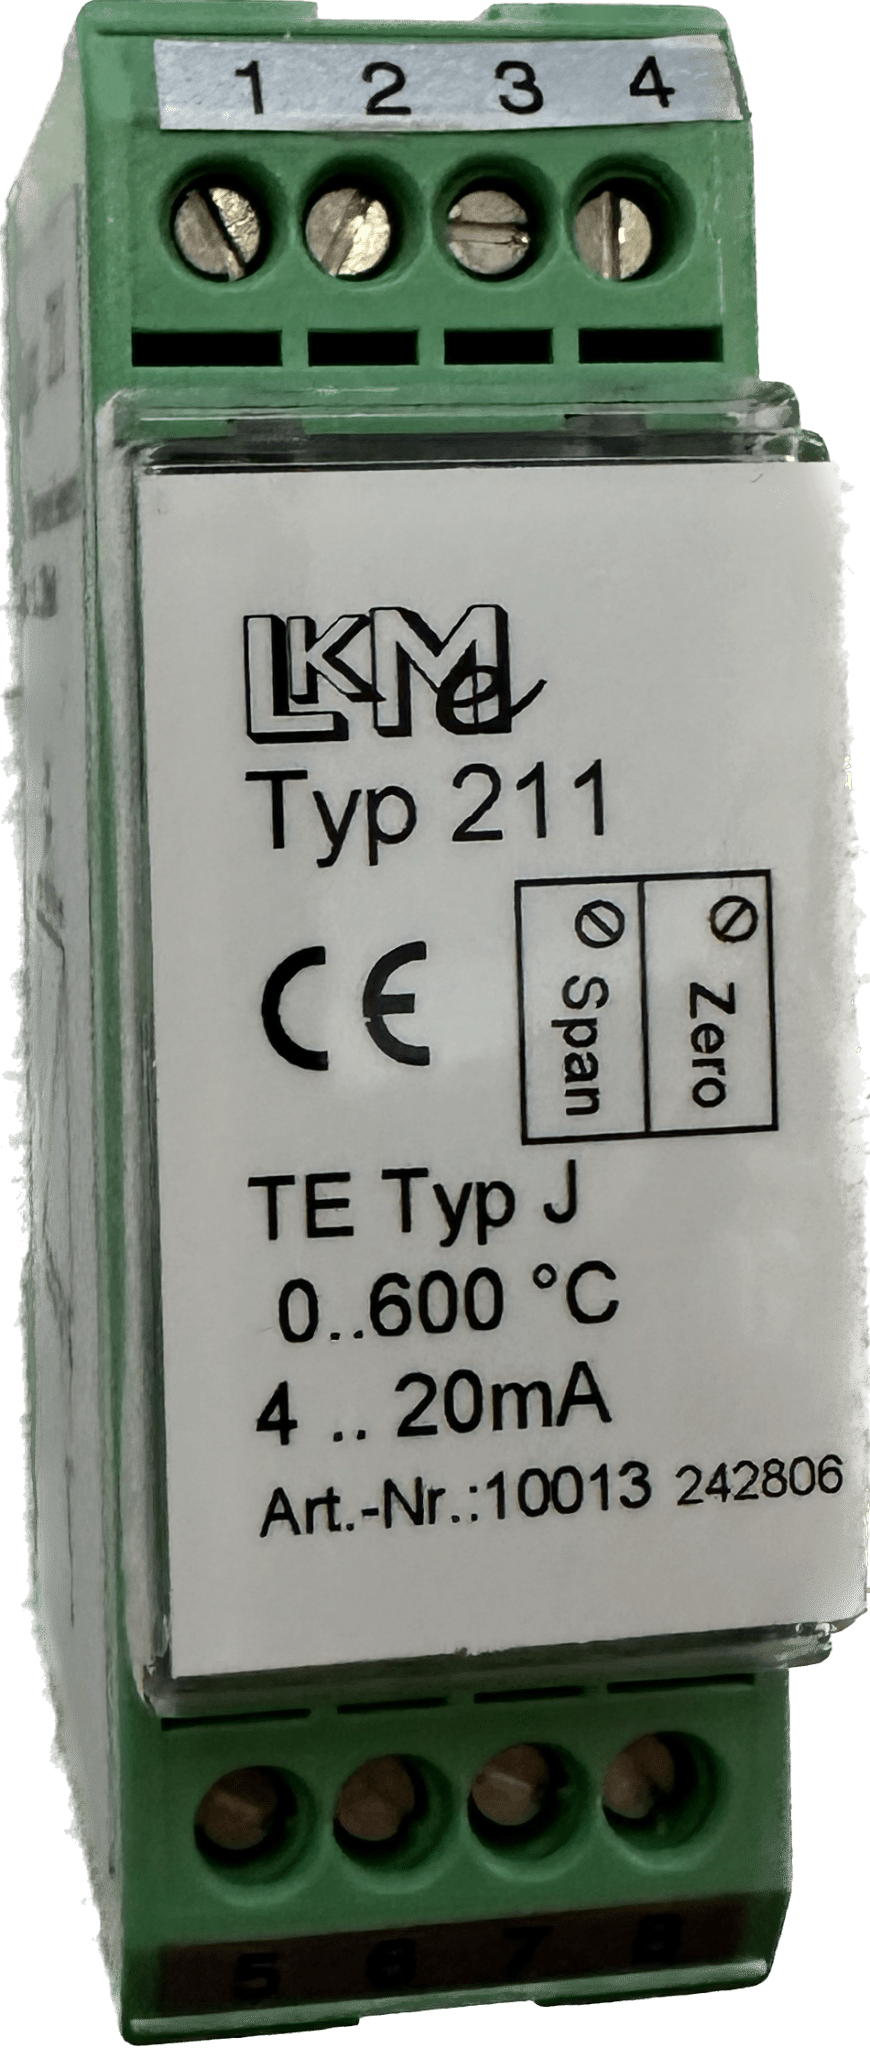 1 2 3 4
LKMe
Typ 211
CE
Span
Zero
TE Typ J
0..600 °C
4 .. 20mA
Art.-Nr.:10013 242806
5 6 7 8